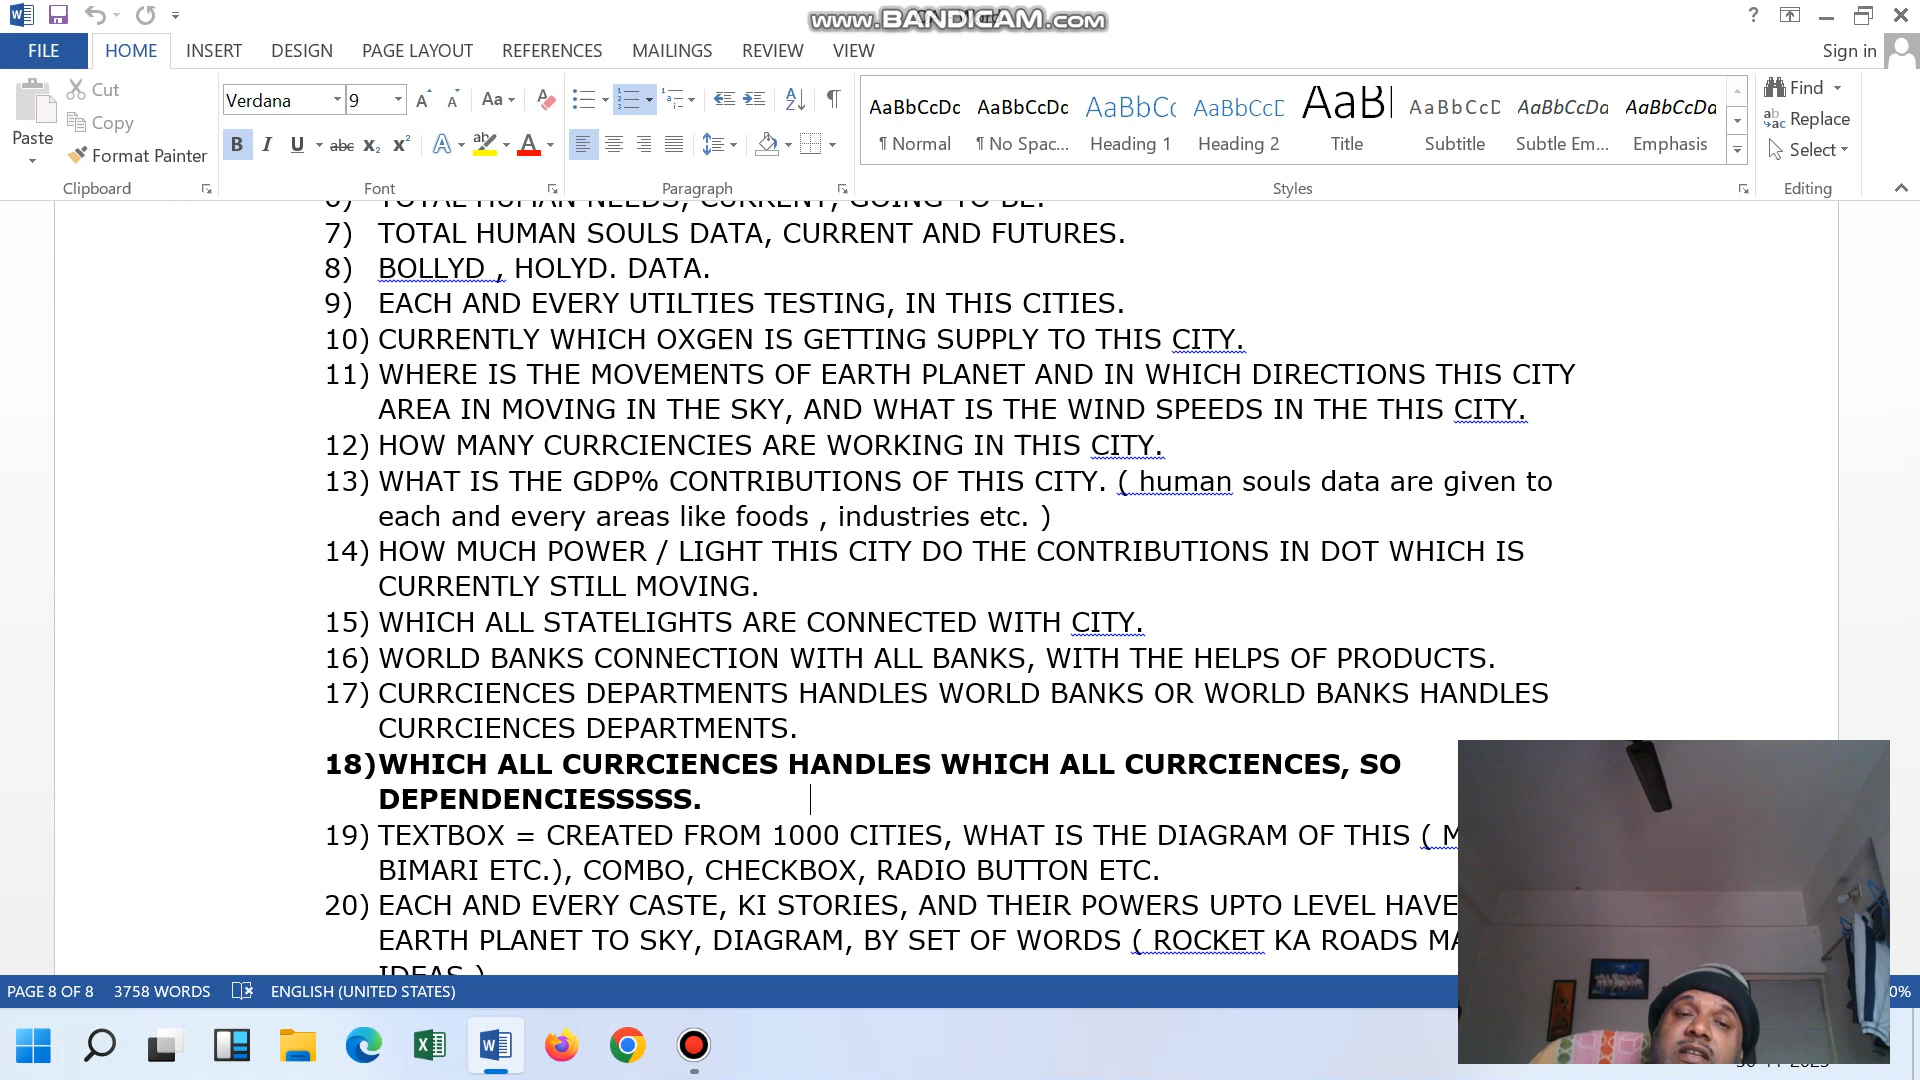 www.BANDICAM.com
FILE HOME INSERT DESIGN PAGE LAYOUT REFERENCES MAILINGS REVIEW VIEW Sign in
Cut
Copy
Format Painter
Paste
Verdana 9
AaBbCcDc AaBbCcDc AaBbCc AaBbCcD AaBl AaBbCcD AaBbCcDa AaBbCcDa
¶ Normal ¶ No Spac... Heading 1 Heading 2 Title Subtitle Subtle Em... Emphasis
Find
Replace
Select
Clipboard Font Paragraph Styles Editing
6) TOTAL HUMAN NEEDS, CURRENT, GOING TO BE.
7) TOTAL HUMAN SOULS DATA, CURRENT AND FUTURES.
8) BOLLYD , HOLYD. DATA.
9) EACH AND EVERY UTILTIES TESTING, IN THIS CITIES.
10) CURRENTLY WHICH OXGEN IS GETTING SUPPLY TO THIS CITY.
11) WHERE IS THE MOVEMENTS OF EARTH PLANET AND IN WHICH DIRECTIONS THIS CITY
AREA IN MOVING IN THE SKY, AND WHAT IS THE WIND SPEEDS IN THE THIS CITY.
12) HOW MANY CURRCIENCIES ARE WORKING IN THIS CITY.
13) WHAT IS THE GDP% CONTRIBUTIONS OF THIS CITY. ( human souls data are given to
each and every areas like foods , industries etc. )
14) HOW MUCH POWER / LIGHT THIS CITY DO THE CONTRIBUTIONS IN DOT WHICH IS
CURRENTLY STILL MOVING.
15) WHICH ALL STATELIGHTS ARE CONNECTED WITH CITY.
16) WORLD BANKS CONNECTION WITH ALL BANKS, WITH THE HELPS OF PRODUCTS.
17) CURRCIENCES DEPARTMENTS HANDLES WORLD BANKS OR WORLD BANKS HANDLES
CURRCIENCES DEPARTMENTS.
18) WHICH ALL CURRCIENCES HANDLES WHICH ALL CURRCIENCES, SO
DEPENDENCIESSSSS.
19) TEXTBOX = CREATED FROM 1000 CITIES, WHAT IS THE DIAGRAM OF THIS (
BIMARI ETC.), COMBO, CHECKBOX, RADIO BUTTON ETC.
20) EACH AND EVERY CASTE, KI STORIES, AND THEIR POWERS UPTO LEVEL HAVE
EARTH PLANET TO SKY, DIAGRAM, BY SET OF WORDS ( ROCKET KA ROADS
IDEAS )
PAGE 8 OF 8 3758 WORDS ENGLISH (UNITED STATES)